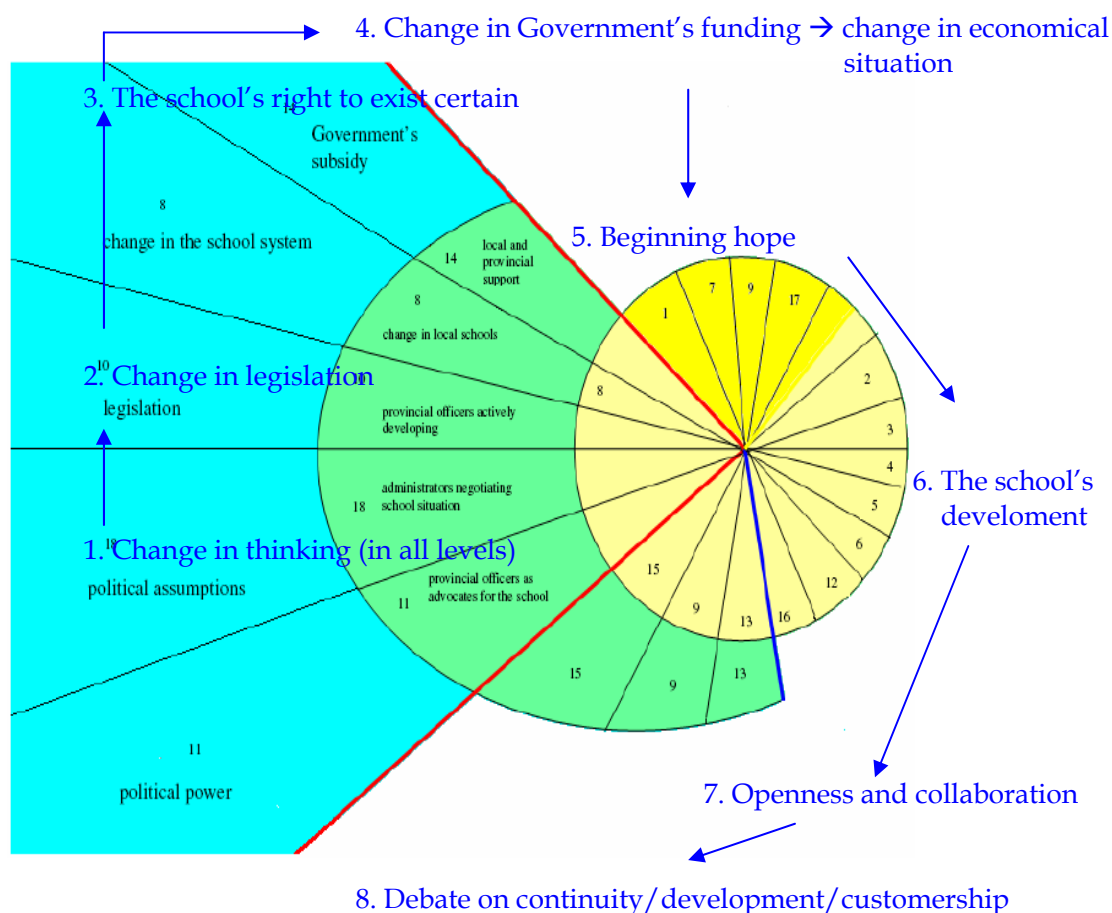 4. Change in Government's funding → change in economical
situation
3. The school's right to exist certain
14
Government's
subsidy
8
change in the school system
5. Beginning hope
14
local and
provincial
support
8
change in local schools
1
7
9
17
2. Change in legislation
10
legislation
10
provincial officers actively
developing
8
2
3
4
5
6
12
16
13
9
15
6. The school's
develoment
18
administrators negotiating
school situation
1. Change in thinking (in all levels)
18
political assumptions
11
provincial officers as
advocates for the school
15
9
13
11
political power
7. Openness and collaboration
8. Debate on continuity/development/customership